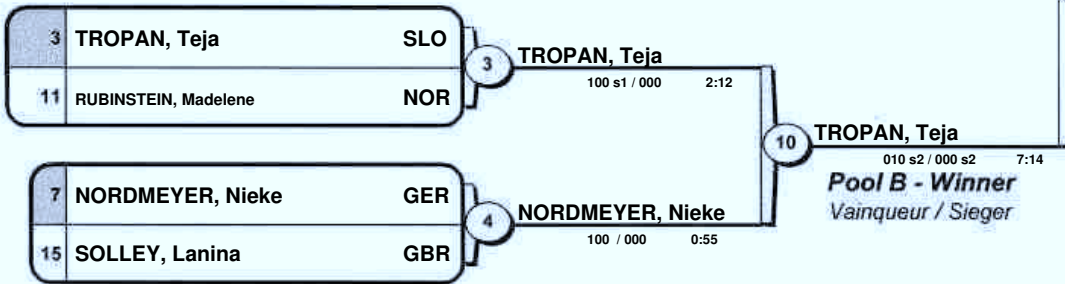 3 TROPAN, Teja SLO
11 RUBINSTEIN, Madelene NOR
3
TROPAN, Teja
100 s1 / 000 2:12
7 NORDMEYER, Nieke GER
15 SOLLEY, Lanina GBR
4
NORDMEYER, Nieke
100 / 000 0:55
10
TROPAN, Teja
010 s2 / 000 s2 7:14
Pool B - Winner
Vainqueur / Sieger